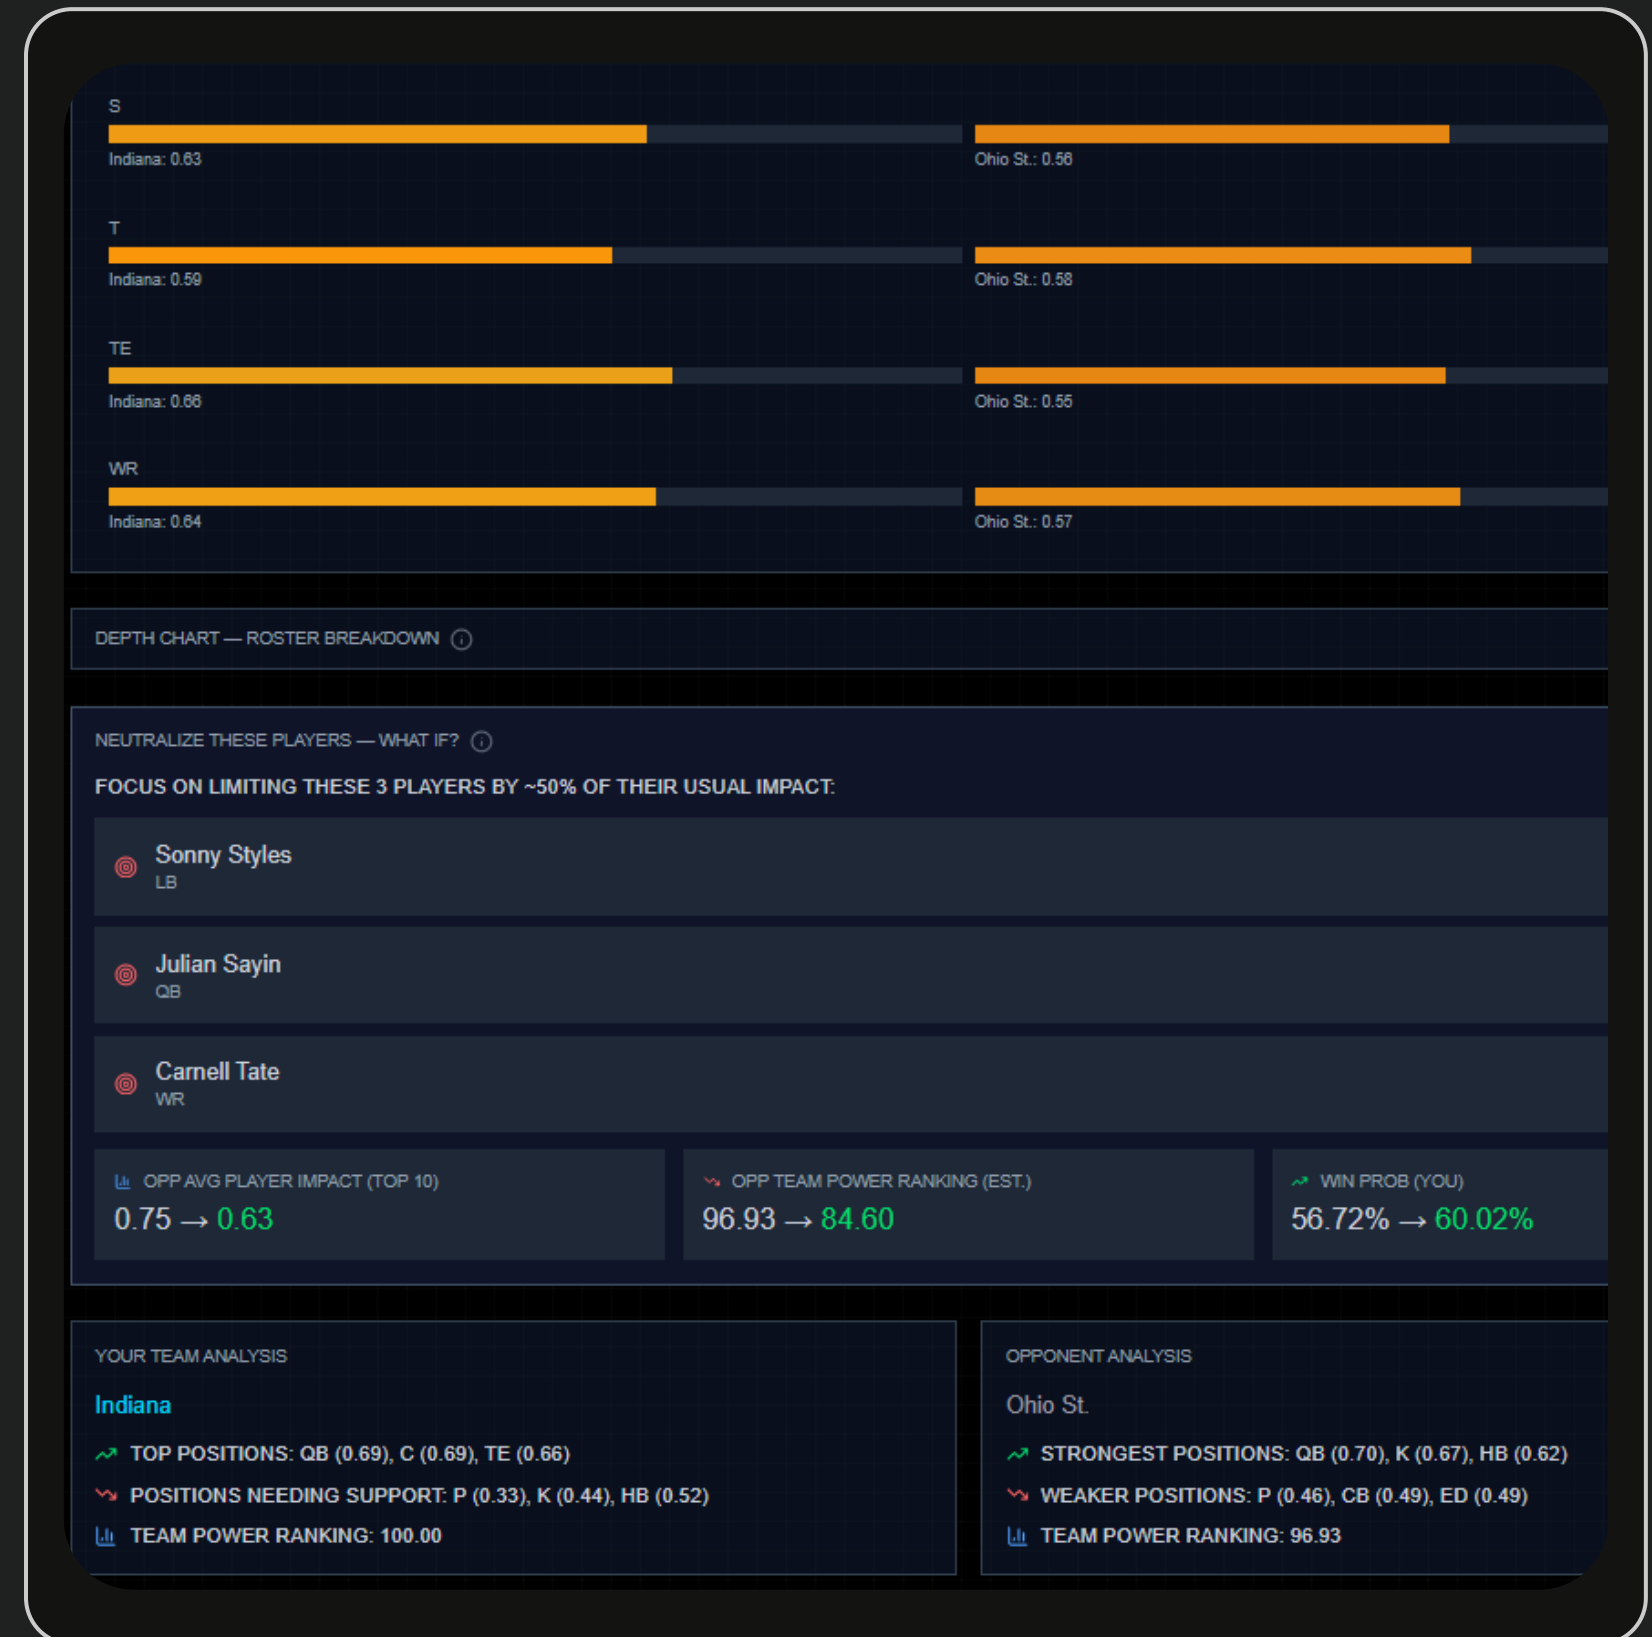 S
Indiana: 0.63
Ohio St.: 0.56
T
Indiana: 0.59
Ohio St.: 0.58
TE
Indiana: 0.66
Ohio St.: 0.55
WR
Indiana: 0.64
Ohio St.: 0.57
DEPTH CHART — ROSTER BREAKDOWN
NEUTRALIZE THESE PLAYERS — WHAT IF?
FOCUS ON LIMITING THESE 3 PLAYERS BY ~50% OF THEIR USUAL IMPACT:
Sonny Styles
LB
Julian Sayin
QB
Carnell Tate
WR
OPP AVG PLAYER IMPACT (TOP 10)
0.75 → 0.63
OPP TEAM POWER RANKING (EST.)
96.93 → 84.60
WIN PROB (YOU)
56.72% → 60.02%
YOUR TEAM ANALYSIS
Indiana
TOP POSITIONS: QB (0.69), C (0.69), TE (0.66)
POSITIONS NEEDING SUPPORT: P (0.33), K (0.44), HB (0.52)
TEAM POWER RANKING: 100.00
OPPONENT ANALYSIS
Ohio St.
STRONGEST POSITIONS: QB (0.70), K (0.67), HB (0.62)
WEAKER POSITIONS: P (0.46), CB (0.49), ED (0.49)
TEAM POWER RANKING: 96.93